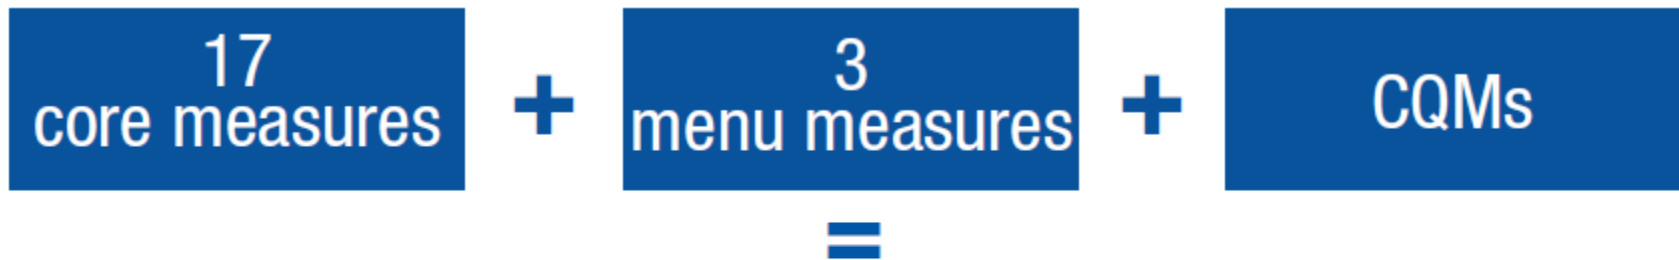 17
core measures
+
3
menu measures
+
CQMs
=